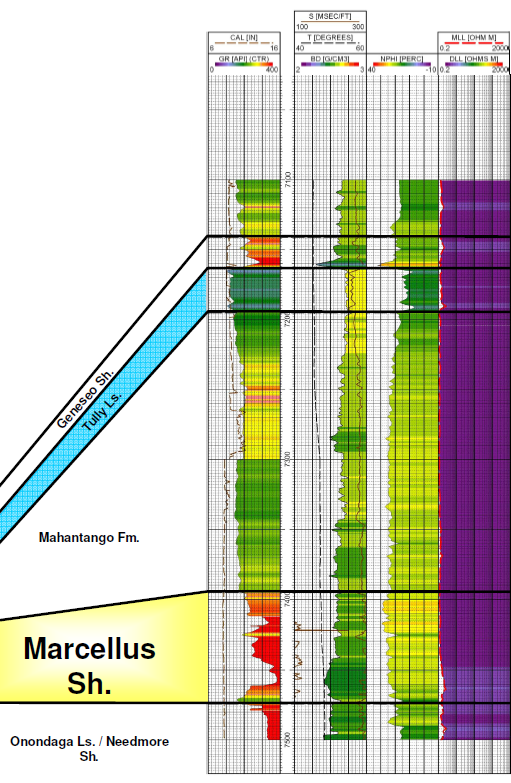 S [MSEC/FT]
100 300
CAL [IN]
6 16
T [DEGREES]
40 60
MLL [OHM M]
0.2 2000
GR [API] (CTR)
0 400
BD [G/CM3]
2 3
NPHI [PERC]
40 -10
DLL [OHMS M]
0.2 2000
7100
Geneseo Sh.
Tully Ls.
7200
7300
Mahantango Fm.
7400
Marcellus
Sh.
Onondaga Ls. / Needmore
Sh.
7500